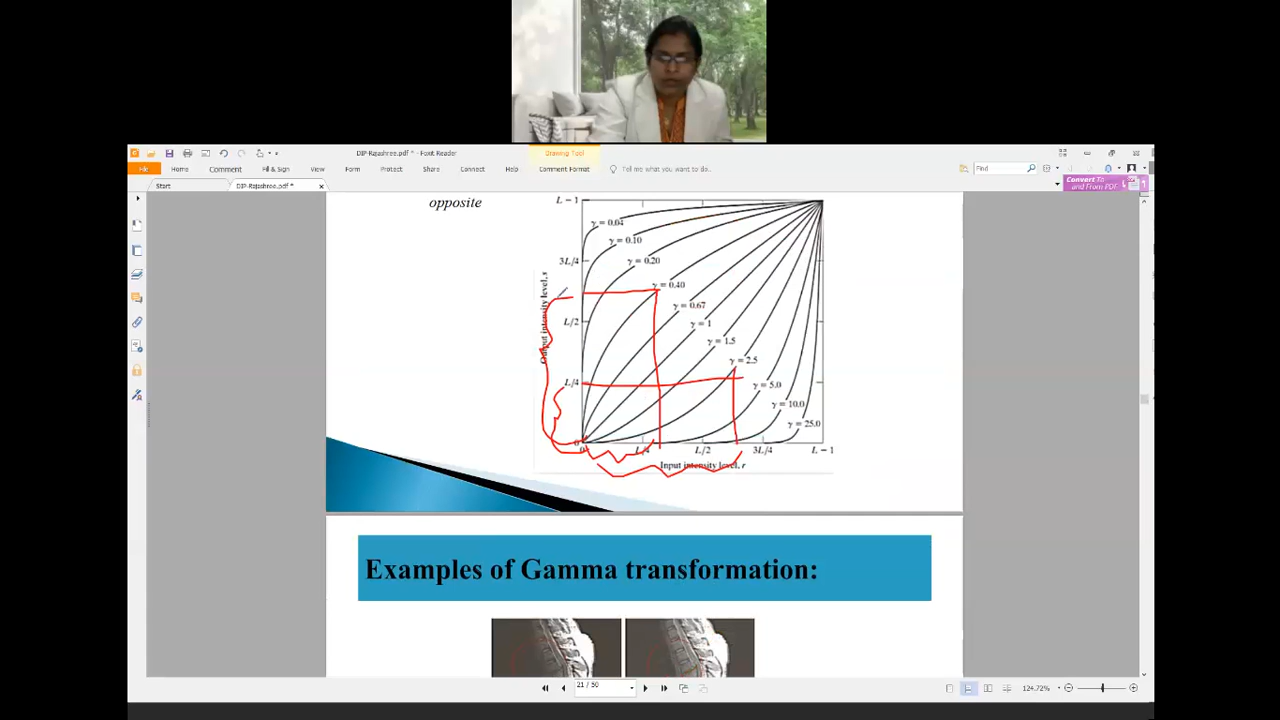 DIP-Rajashree.pdf * - Foxit Reader
Drawing Tool
File
Home
Comment
View
Form
Protect
Share
Connect
Help
Comment Format
Tell me what you want to do...
Find
Fill & Sign
Start
DIP-Rajashree.pdf *
Convert To
and From PDF
opposite
L − 1
γ = 0.04
γ = 0.10
3L/4
γ = 0.20
γ = 0.40
γ = 0.67
L/2
γ = 1
γ = 1.5
γ = 2.5
L/4
γ = 5.0
γ = 10.0
γ = 25.0
Output intensity level, s
0
0
L/4
L/2
3L/4
L − 1
Input intensity level, r
Examples of Gamma transformation:
21 / 50
124.72%